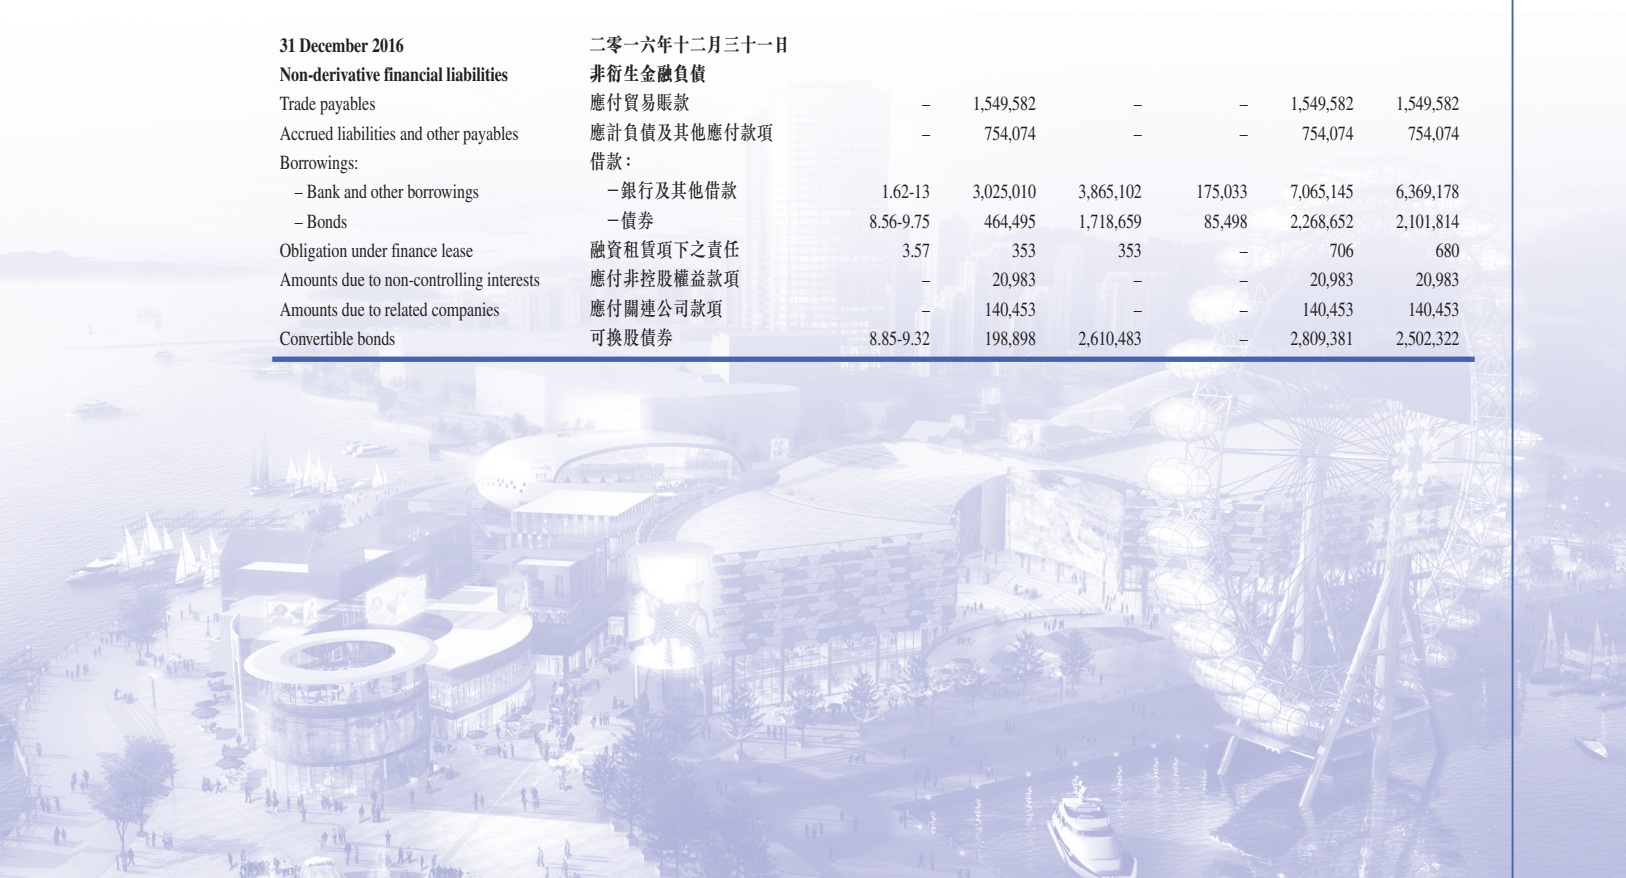 31 December 2016 二零一六年十二月三十一日
Non-derivative financial liabilities 非衍生金融負債
Trade payables 應付貿易賬款 – 1,549,582 – – 1,549,582 1,549,582
Accrued liabilities and other payables 應計負債及其他應付款項 – 754,074 – – 754,074 754,074
Borrowings: 借款：
– Bank and other borrowings －銀行及其他借款 1.62-13 3,025,010 3,865,102 175,033 7,065,145 6,369,178
– Bonds －債券 8.56-9.75 464,495 1,718,659 85,498 2,268,652 2,101,814
Obligation under finance lease 融資租賃項下之責任 3.57 353 353 – 706 680
Amounts due to non-controlling interests 應付非控股權益款項 – 20,983 – – 20,983 20,983
Amounts due to related companies 應付關連公司款項 – 140,453 – – 140,453 140,453
Convertible bonds 可換股債券 8.85-9.32 198,898 2,610,483 – 2,809,381 2,502,322